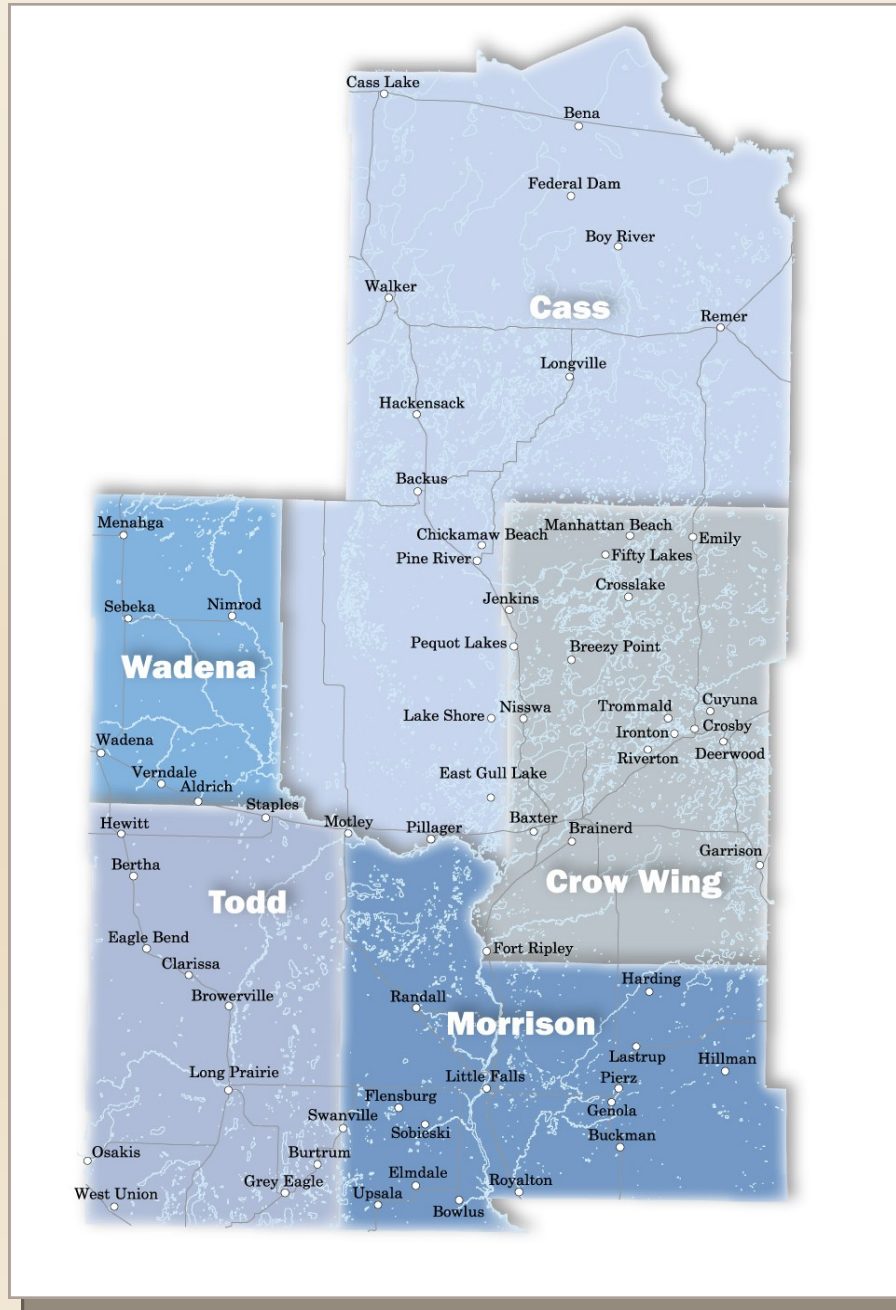 Cass Lake
Bena
Federal Dam
Boy River
Walker
Cass
Remer
Longville
Hackensack
Backus
Menahga
Manhattan Beach
Chickamaw Beach
Emily
Fifty Lakes
Pine River
Crosslake
Jenkins
Sebeka
Nimrod
Pequot Lakes
Breezy Point
Wadena
Lake Shore
Nisswa
Trommald
Cuyuna
Ironton
Crosby
Wadena
Riverton
Deerwood
Verndale
East Gull Lake
Aldrich
Staples
Hewitt
Motley
Pillager
Baxter
Brainerd
Garrison
Bertha
Crow Wing
Todd
Eagle Bend
Fort Ripley
Clarissa
Harding
Browerville
Randall
Morrison
Lastrup
Hillman
Long Prairie
Little Falls
Pierz
Flensburg
Genola
Swanville
Sobieski
Buckman
Osakis
Burtrum
Elmdale
Grey Eagle
Royalton
West Union
Upsala
Bowlus